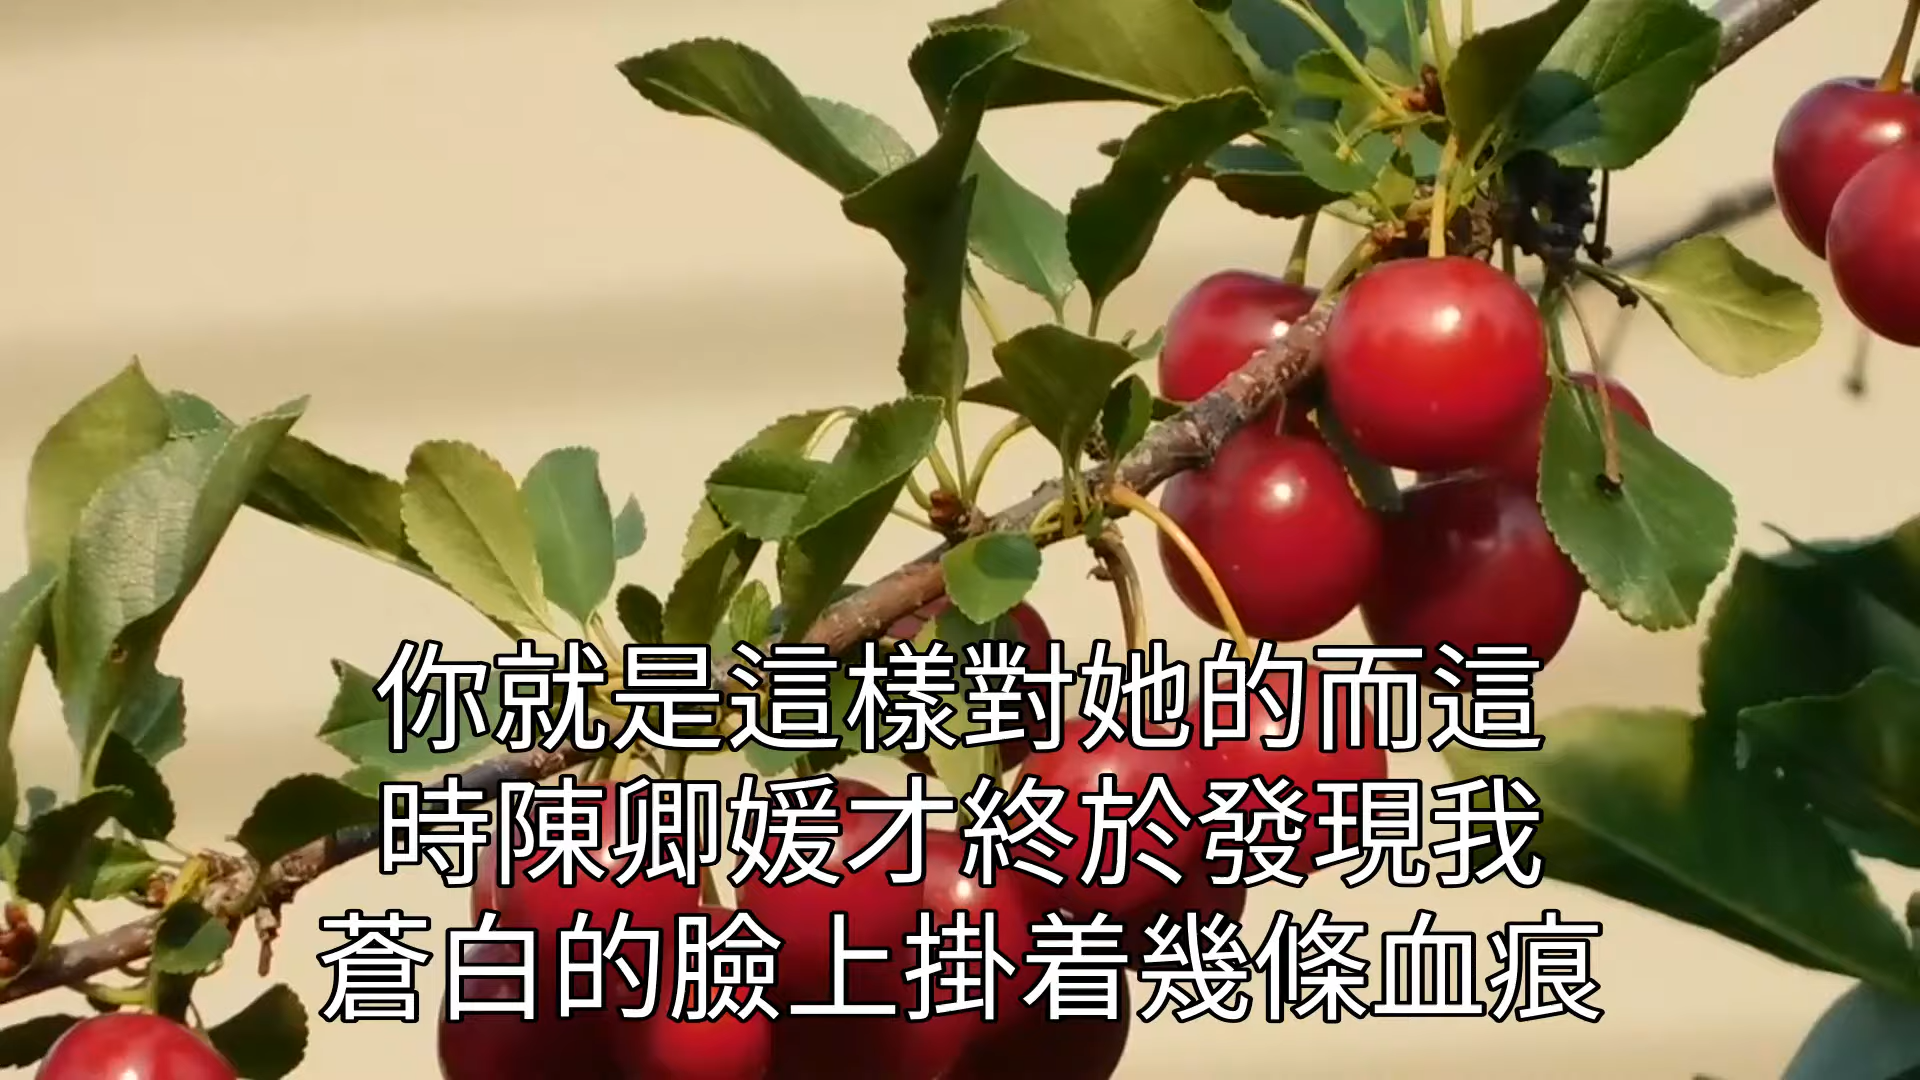 你就是這樣對她的而這
時陳卿媛才終於發現我
蒼白的臉上掛着幾條血痕